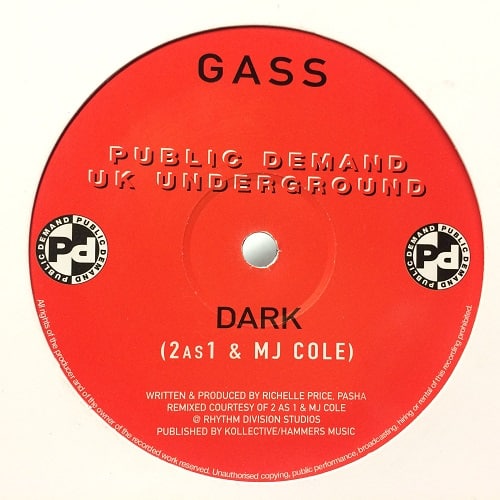 GASS
PUBLIC DEMAND
UK UNDERGROUND
PUBLIC DEMAND PUBLIC DEMAND
Pd
PUBLIC DEMAND PUBLIC DEMAND
Pd
DARK
(2AS1 & MJ COLE)
WRITTEN & PRODUCED BY RICHELLE PRICE, PASHA
REMIXED COURTESY OF 2 AS 1 & MJ COLE
@ RHYTHM DIVISION STUDIOS
PUBLISHED BY KOLLECTIVE/HAMMERS MUSIC
All rights of the producer and of the owner of the recorded work reserved. Unauthorised copying, public performance, broadcasting, hiring or rental of this recording prohibited.